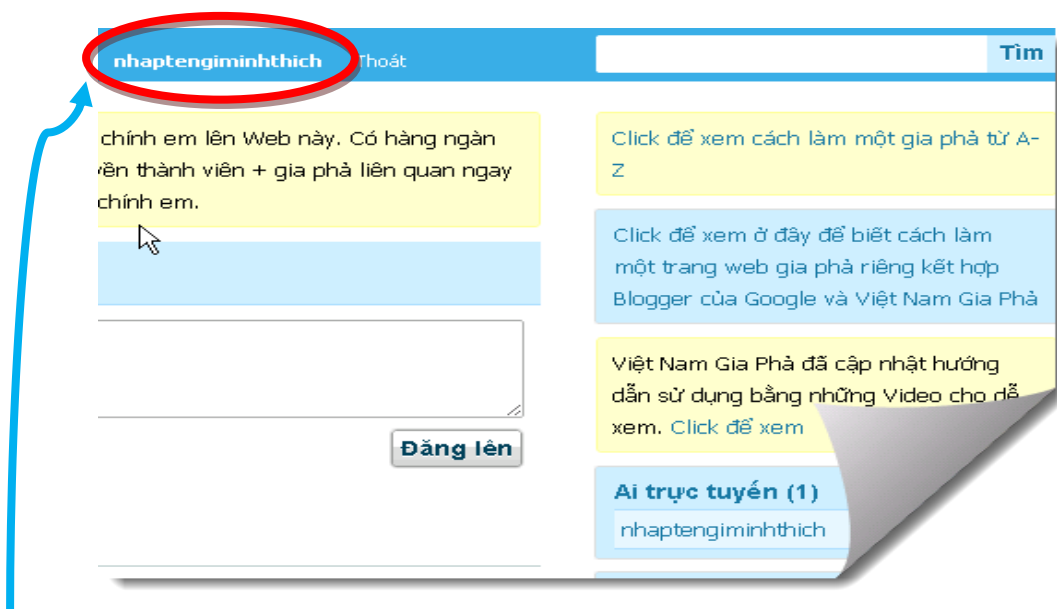 nhaptengiminhthich Thoát Tìm
chính em lên Web này. Có hàng ngàn
thành viên + gia phả liên quan ngay
chính em.
Đăng lên
Click để xem cách làm một gia phả từ A-
Z
Click để xem ở đây để biết cách làm
một trang web gia phả riêng kết hợp
Blogger của Google và Việt Nam Gia Phả
Việt Nam Gia Phả đã cập nhật hướng
dẫn sử dụng bằng những Video cho dễ
xem. Click để xem
Ai trực tuyến (1)
nhaptengiminhthich